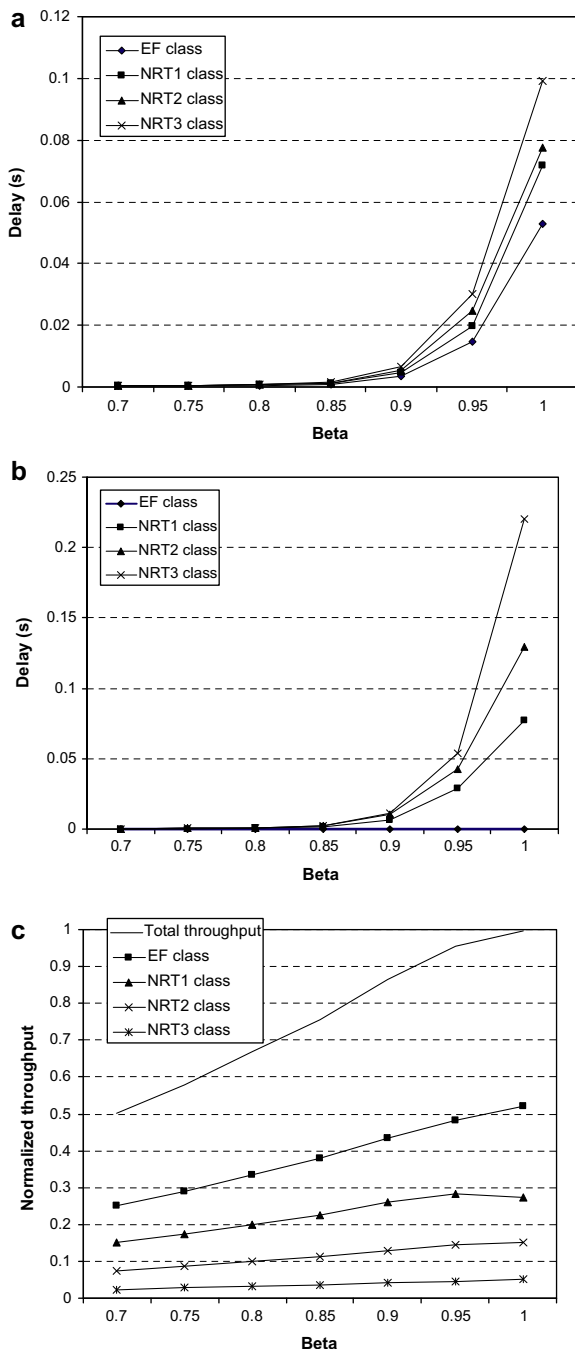 a
0.12
0.1
0.08
0.06
0.04
0.02
0
Delay (s)
EF class
NRT1 class
NRT2 class
NRT3 class
0.7 0.75 0.8 0.85 0.9 0.95 1
Beta
b
0.25
0.2
0.15
0.1
0.05
0
Delay (s)
EF class
NRT1 class
NRT2 class
NRT3 class
0.7 0.75 0.8 0.85 0.9 0.95 1
Beta
c
1
0.9
0.8
0.7
0.6
0.5
0.4
0.3
0.2
0.1
0
Normalized throughput
Total throughput
EF class
NRT1 class
NRT2 class
NRT3 class
0.7 0.75 0.8 0.85 0.9 0.95 1
Beta